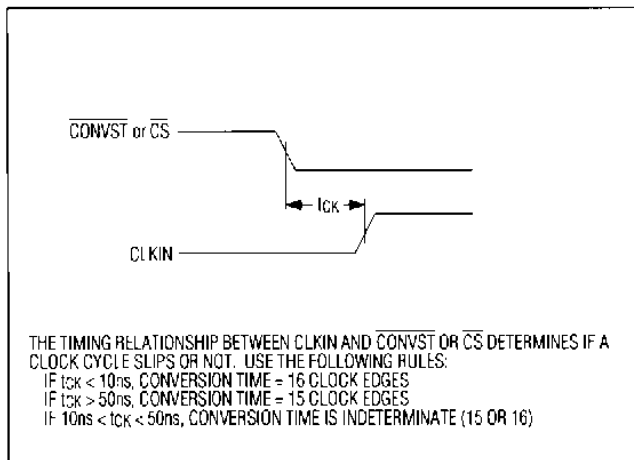 CONVST or CS
tCK
CLKIN
THE TIMING RELATIONSHIP BETWEEN CLKIN AND CONVST OR CS DETERMINES IF A
CLOCK CYCLE SLIPS OR NOT. USE THE FOLLOWING RULES:
IF tCK < 10ns, CONVERSION TIME = 16 CLOCK EDGES
IF tCK > 50ns, CONVERSION TIME = 15 CLOCK EDGES
IF 10ns < tCK < 50ns, CONVERSION TIME IS INDETERMINATE (15 OR 16)